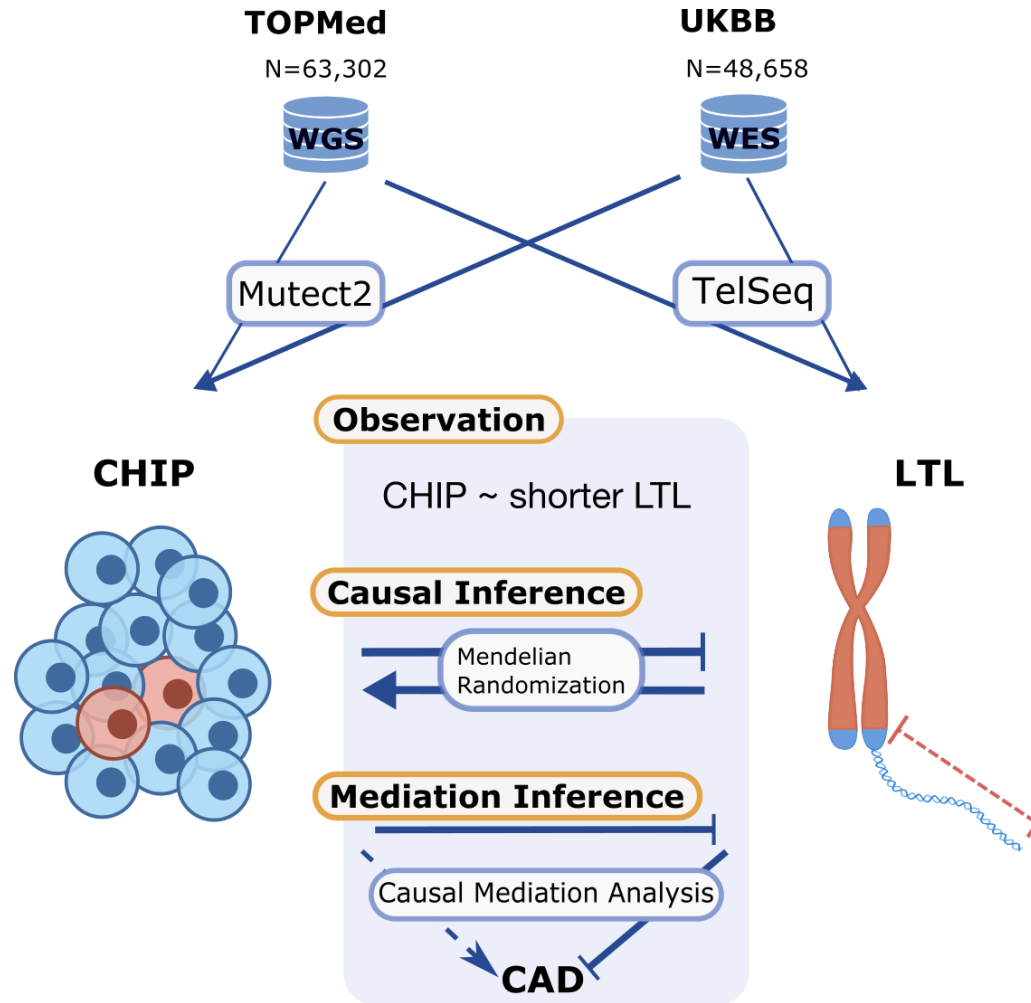 TOPMed
UKBB
N=63,302
N=48,658
WGS
WES
Mutect2
TelSeq
Observation
CHIP
LTL
CHIP ~ shorter LTL
Causal Inference
Mendelian
Randomization
Mediation Inference
Causal Mediation Analysis
CAD